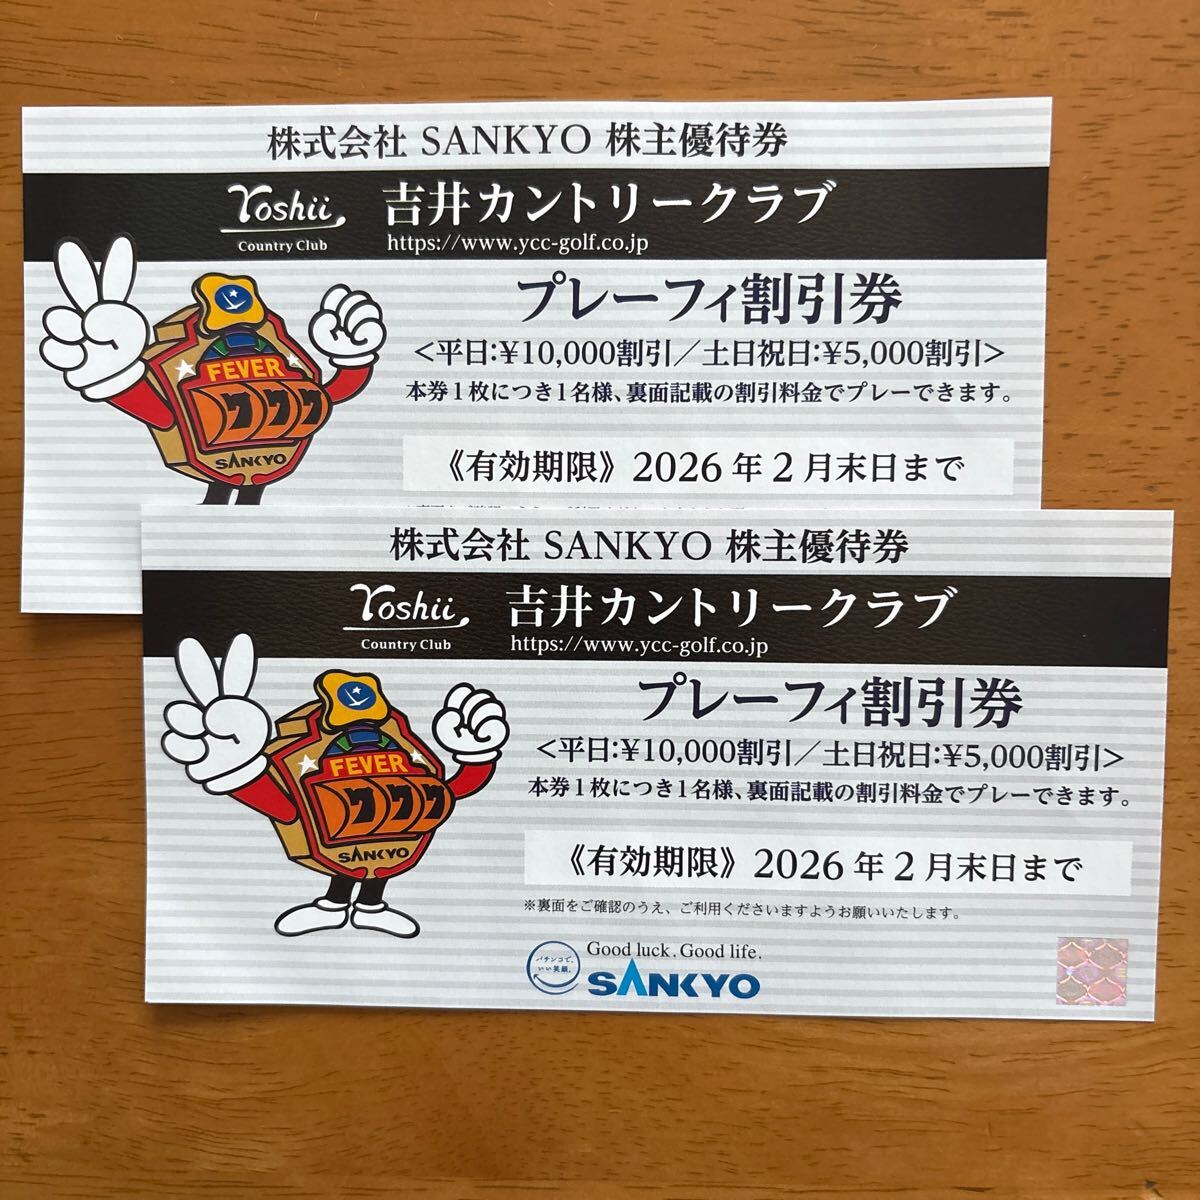 株式会社 SANKYO 株主優待券
Yoshii
Country Club
吉井カントリークラブ
https://www.ycc-golf.co.jp
プレーフィ割引券
<平日:¥10,000割引／土日祝日:¥5,000割引>
本券1枚につき1名様、裏面記載の割引料金でプレーできます。
FEVER
777
SANKYO
《有効期限》2026年2月末日まで
株式会社 SANKYO 株主優待券
Yoshii
Country Club
吉井カントリークラブ
https://www.ycc-golf.co.jp
プレーフィ割引券
<平日:¥10,000割引／土日祝日:¥5,000割引>
本券1枚につき1名様、裏面記載の割引料金でプレーできます。
FEVER
777
SANKYO
《有効期限》2026年2月末日まで
※裏面をご確認のうえ、ご利用くださいますようお願いいたします。
パチンコで、
いい笑顔。
Good luck. Good life.
SANKYO